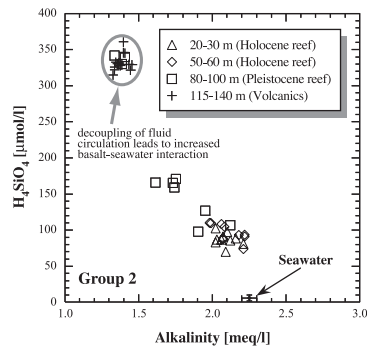 400
350
300
250
200
150
100
50
0
H₄SiO₄ [μmol/l]
20-30 m (Holocene reef)
50-60 m (Holocene reef)
80-100 m (Pleistocene reef)
115-140 m (Volcanics)
decoupling of fluid
circulation leads to increased
basalt-seawater interaction
Seawater
Group 2
1.0 1.5 2.0 2.5 3.0
Alkalinity [meq/l]